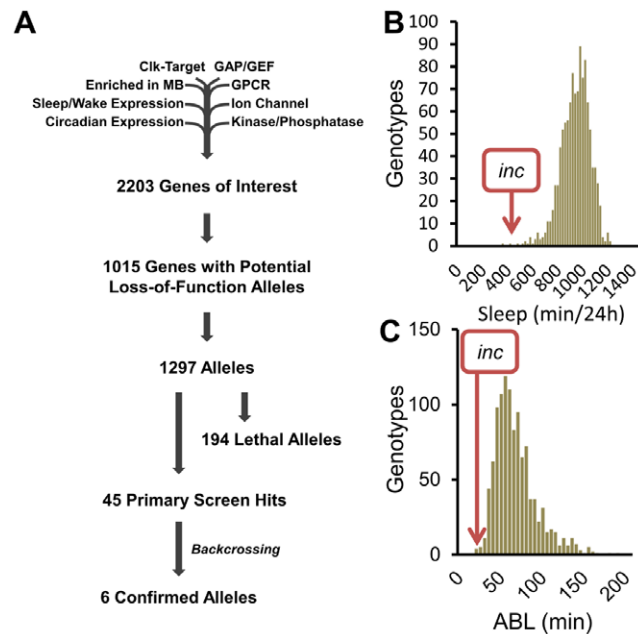 A
Clk-Target GAP/GEF
Enriched in MB GPCR
Sleep/Wake Expression Ion Channel
Circadian Expression Kinase/Phosphatase
2203 Genes of Interest
1015 Genes with Potential
Loss-of-Function Alleles
1297 Alleles
194 Lethal Alleles
45 Primary Screen Hits
Backcrossing
6 Confirmed Alleles
B
100
90
80
70
60
50
40
30
20
10
0
Genotypes
inc
0
200
400
600
800
1000
1200
1400
Sleep (min/24h)
C
150
100
50
0
Genotypes
inc
0
50
100
150
200
ABL (min)